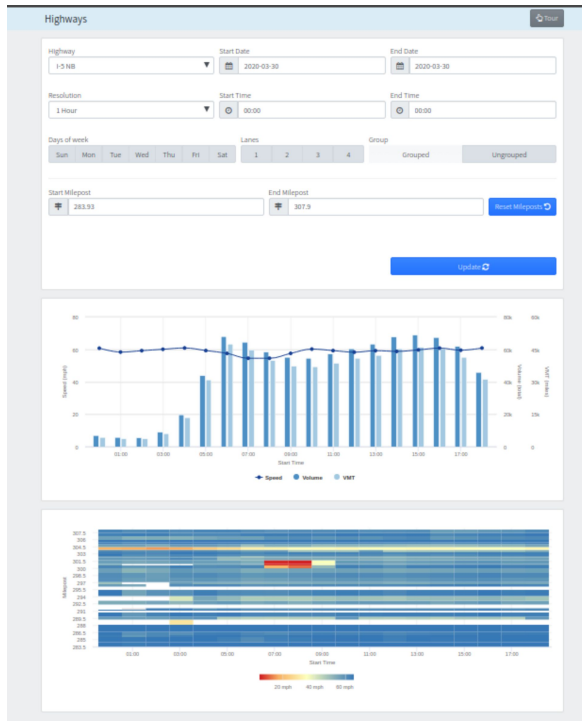 Highways
Tour
Highway
Start Date
End Date
I-5 NB
2020-03-30
2020-03-30
Resolution
Start Time
End Time
1 Hour
00:00
00:00
Days of week
Lanes
Group
Sun Mon Tue Wed Thu Fri Sat
1 2 3 4
Grouped Ungrouped
Start Milepost
End Milepost
283.93
307.9
Reset Mileposts
Update
80 80k 60k
60 60k 45k
40 40k 30k
20 20k 15k
0 0 0
Speed (mph)
Volume (total)
VMT (miles)
01:00 03:00 05:00 07:00 09:00 11:00 13:00 15:00 17:00
Start Time
Speed Volume VMT
307.5
306
304.5
303
301.5
300
298.5
297
295.5
294
292.5
291
289.5
288
286.5
285
283.5
Milepost
01:00 03:00 05:00 07:00 09:00 11:00 13:00 15:00 17:00
Start Time
20 mph 40 mph 60 mph